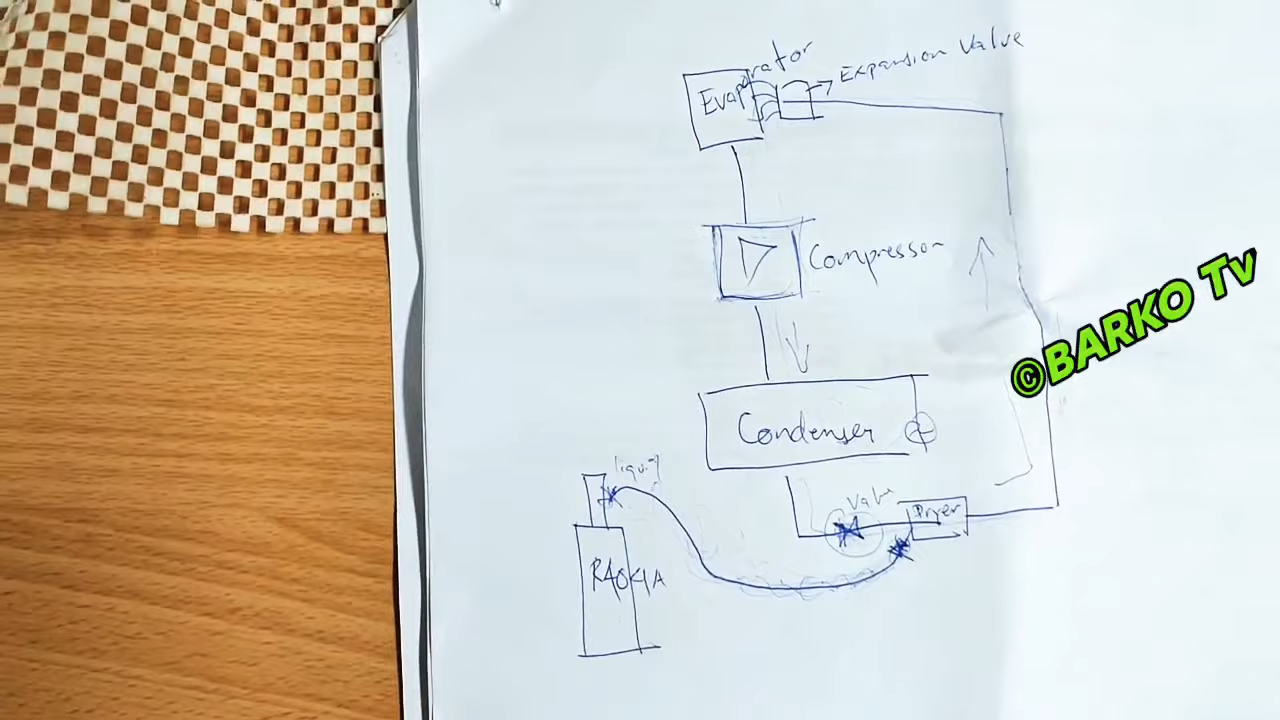 Evaporator
Expansion Valve
Compressor
©BARKO Tv
Condenser
liquid
Valve
Dryer
R404A